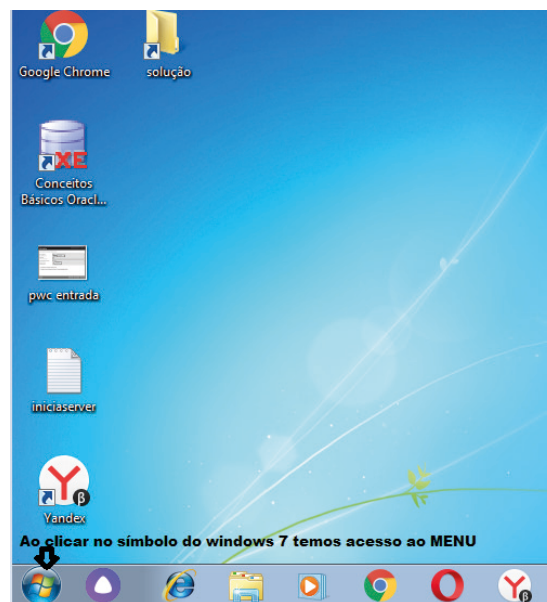 Google Chrome
solução
XE
Conceitos
Básicos Oracl...
pwc entrada
iniciaserver
Y
β
Yandex
Ao clicar no símbolo do windows 7 temos acesso ao MENU
Y
β